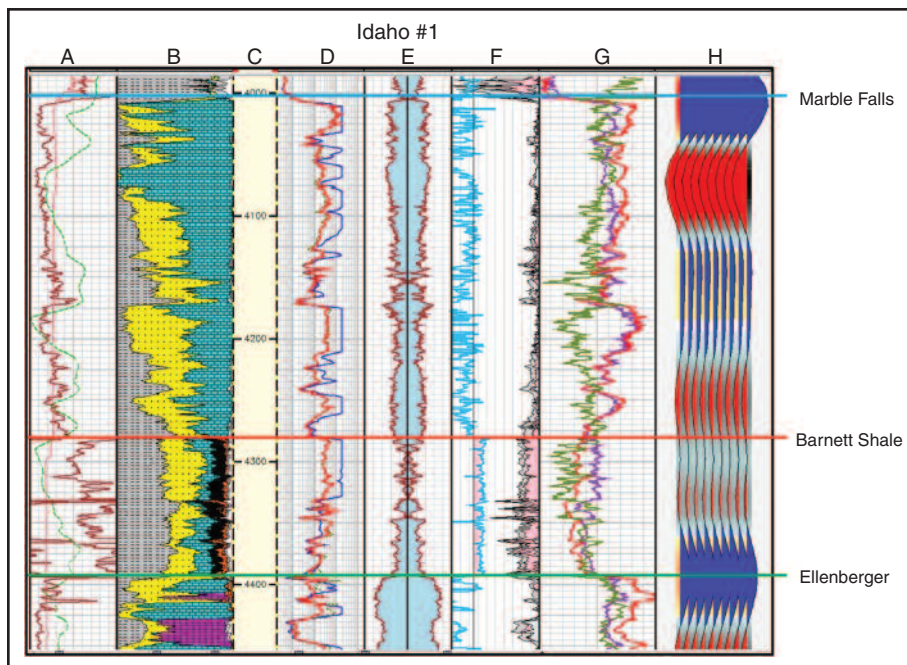 Idaho #1
A B C D E F G H
4000
Marble Falls
4100
4200
Barnett Shale
4300
Ellenberger
4400